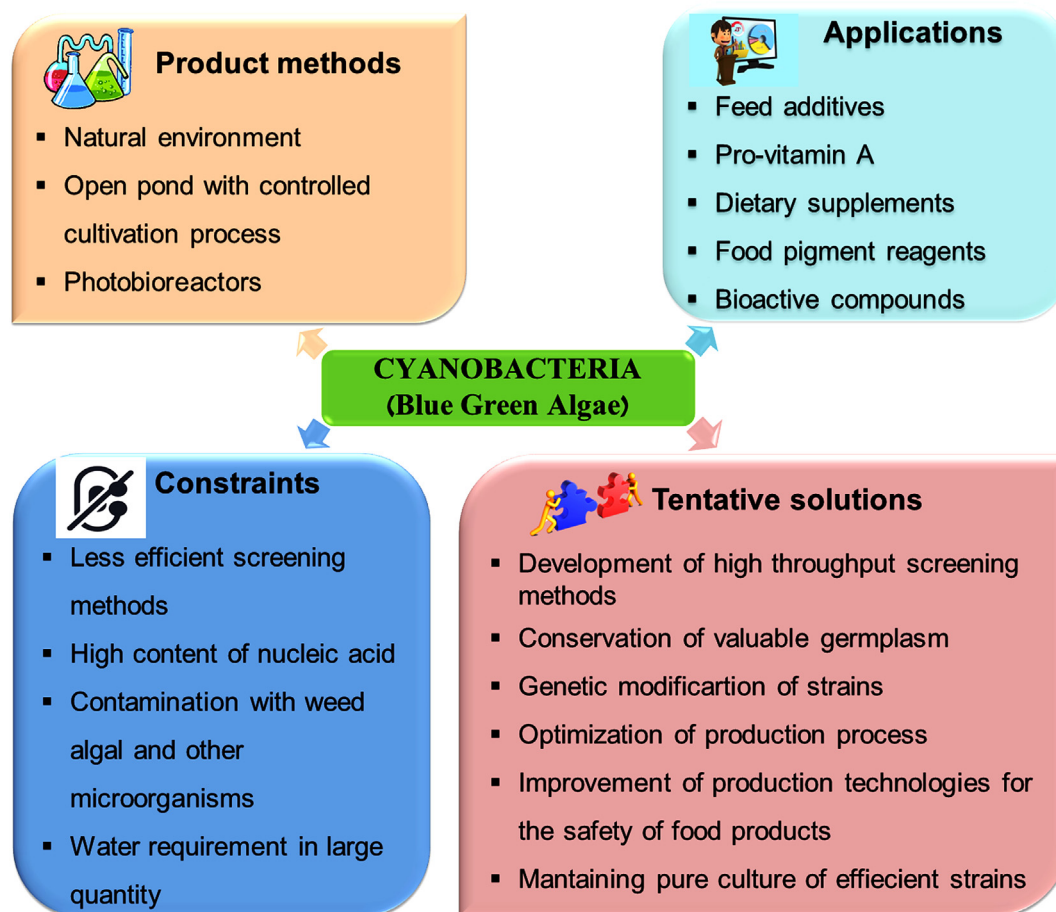 Product methods
▪ Natural environment
▪ Open pond with controlled
cultivation process
▪ Photobioreactors
Applications
▪ Feed additives
▪ Pro-vitamin A
▪ Dietary supplements
▪ Food pigment reagents
▪ Bioactive compounds
CYANOBACTERIA
(Blue Green Algae)
Constraints
▪ Less efficient screening
methods
▪ High content of nucleic acid
▪ Contamination with weed
algal and other
microorganisms
▪ Water requirement in large
quantity
Tentative solutions
▪ Development of high throughput screening
methods
▪ Conservation of valuable germplasm
▪ Genetic modificartion of strains
▪ Optimization of production process
▪ Improvement of production technologies for
the safety of food products
▪ Mantaining pure culture of effiecient strains